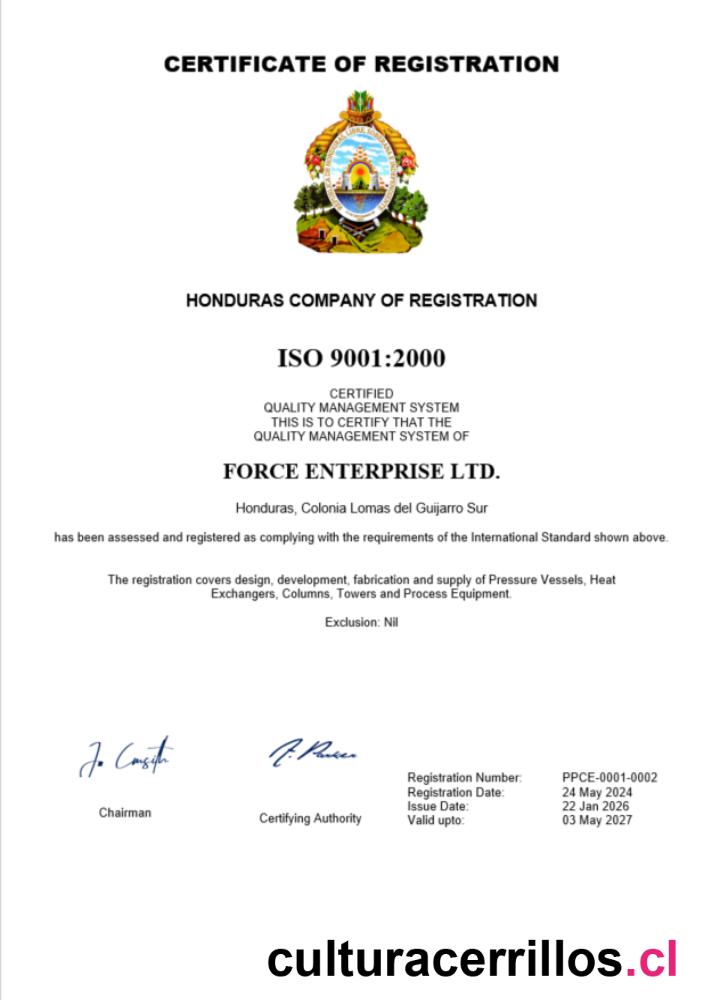 CERTIFICATE OF REGISTRATION
HONDURAS COMPANY OF REGISTRATION
ISO 9001:2000
CERTIFIED
QUALITY MANAGEMENT SYSTEM
THIS IS TO CERTIFY THAT THE
QUALITY MANAGEMENT SYSTEM OF
FORCE ENTERPRISE LTD.
Honduras, Colonia Lomas del Guijarro Sur
has been assessed and registered as complying with the requirements of the International Standard shown above.
The registration covers design, development, fabrication and supply of Pressure Vessels, Heat
Exchangers, Columns, Towers and Process Equipment.
Exclusion: Nil
Chairman
Certifying Authority
Registration Number: PPCE-0001-0002
Registration Date: 24 May 2024
Issue Date: 22 Jan 2026
Valid upto: 03 May 2027
culturacerrillos.cl